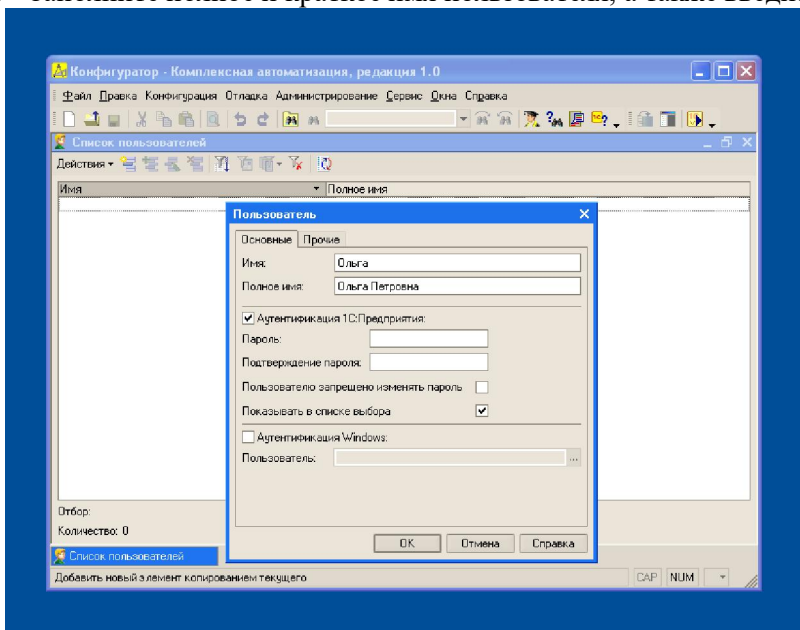 Конфигуратор - Комплексная автоматизация, редакция 1.0
Файл Правка Конфигурация Отладка Администрирование Сервис Окна Справка
Список пользователей
Действия
Имя Полное имя
Пользователь
Основные Прочие
Имя: Ольга
Полное имя: Ольга Петровна
Аутентификация 1С:Предприятия:
Пароль:
Подтверждение пароля:
Пользователю запрещено изменять пароль
Показывать в списке выбора
Аутентификация Windows:
Пользователь: ...
Отбор:
Количество: 0
OK Отмена Справка
Список пользователей
Добавить новый элемент копированием текущего CAP NUM